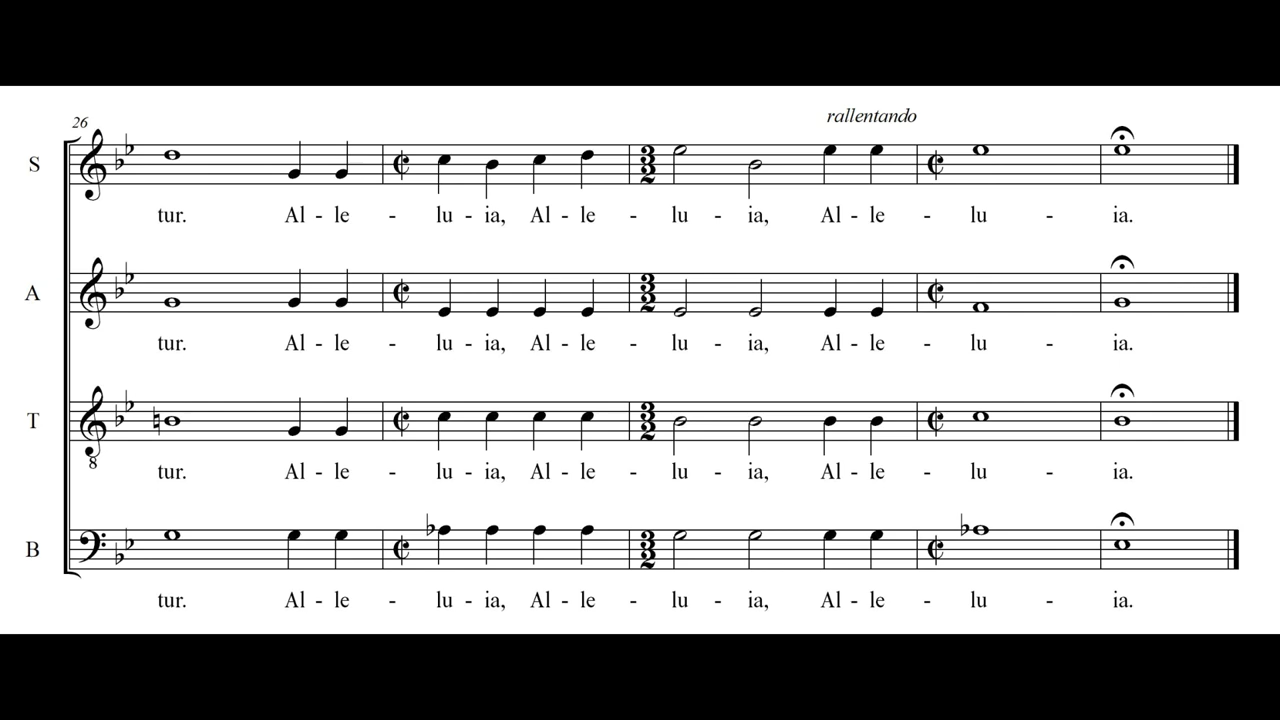 26
rallentando
S
tur. Al - le - lu - ia, Al - le - lu - ia, Al - le - lu - ia.
A
tur. Al - le - lu - ia, Al - le - lu - ia, Al - le - lu - ia.
T
8
tur. Al - le - lu - ia, Al - le - lu - ia, Al - le - lu - ia.
B
tur. Al - le - lu - ia, Al - le - lu - ia, Al - le - lu - ia.